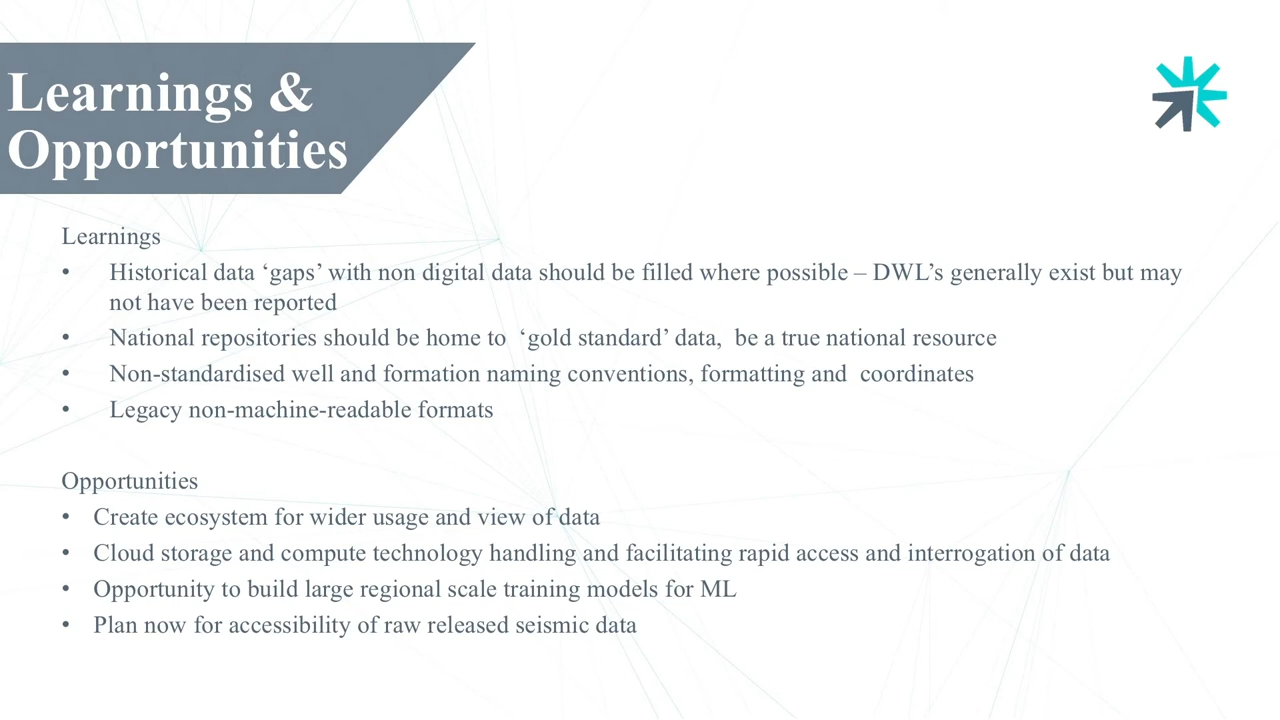 Learnings &
Opportunities
Learnings
• Historical data ‘gaps’ with non digital data should be filled where possible – DWL’s generally exist but may
not have been reported
• National repositories should be home to  ‘gold standard’ data,  be a true national resource
• Non-standardised well and formation naming conventions, formatting and  coordinates
• Legacy non-machine-readable formats
Opportunities
• Create ecosystem for wider usage and view of data
• Cloud storage and compute technology handling and facilitating rapid access and interrogation of data
• Opportunity to build large regional scale training models for ML
• Plan now for accessibility of raw released seismic data